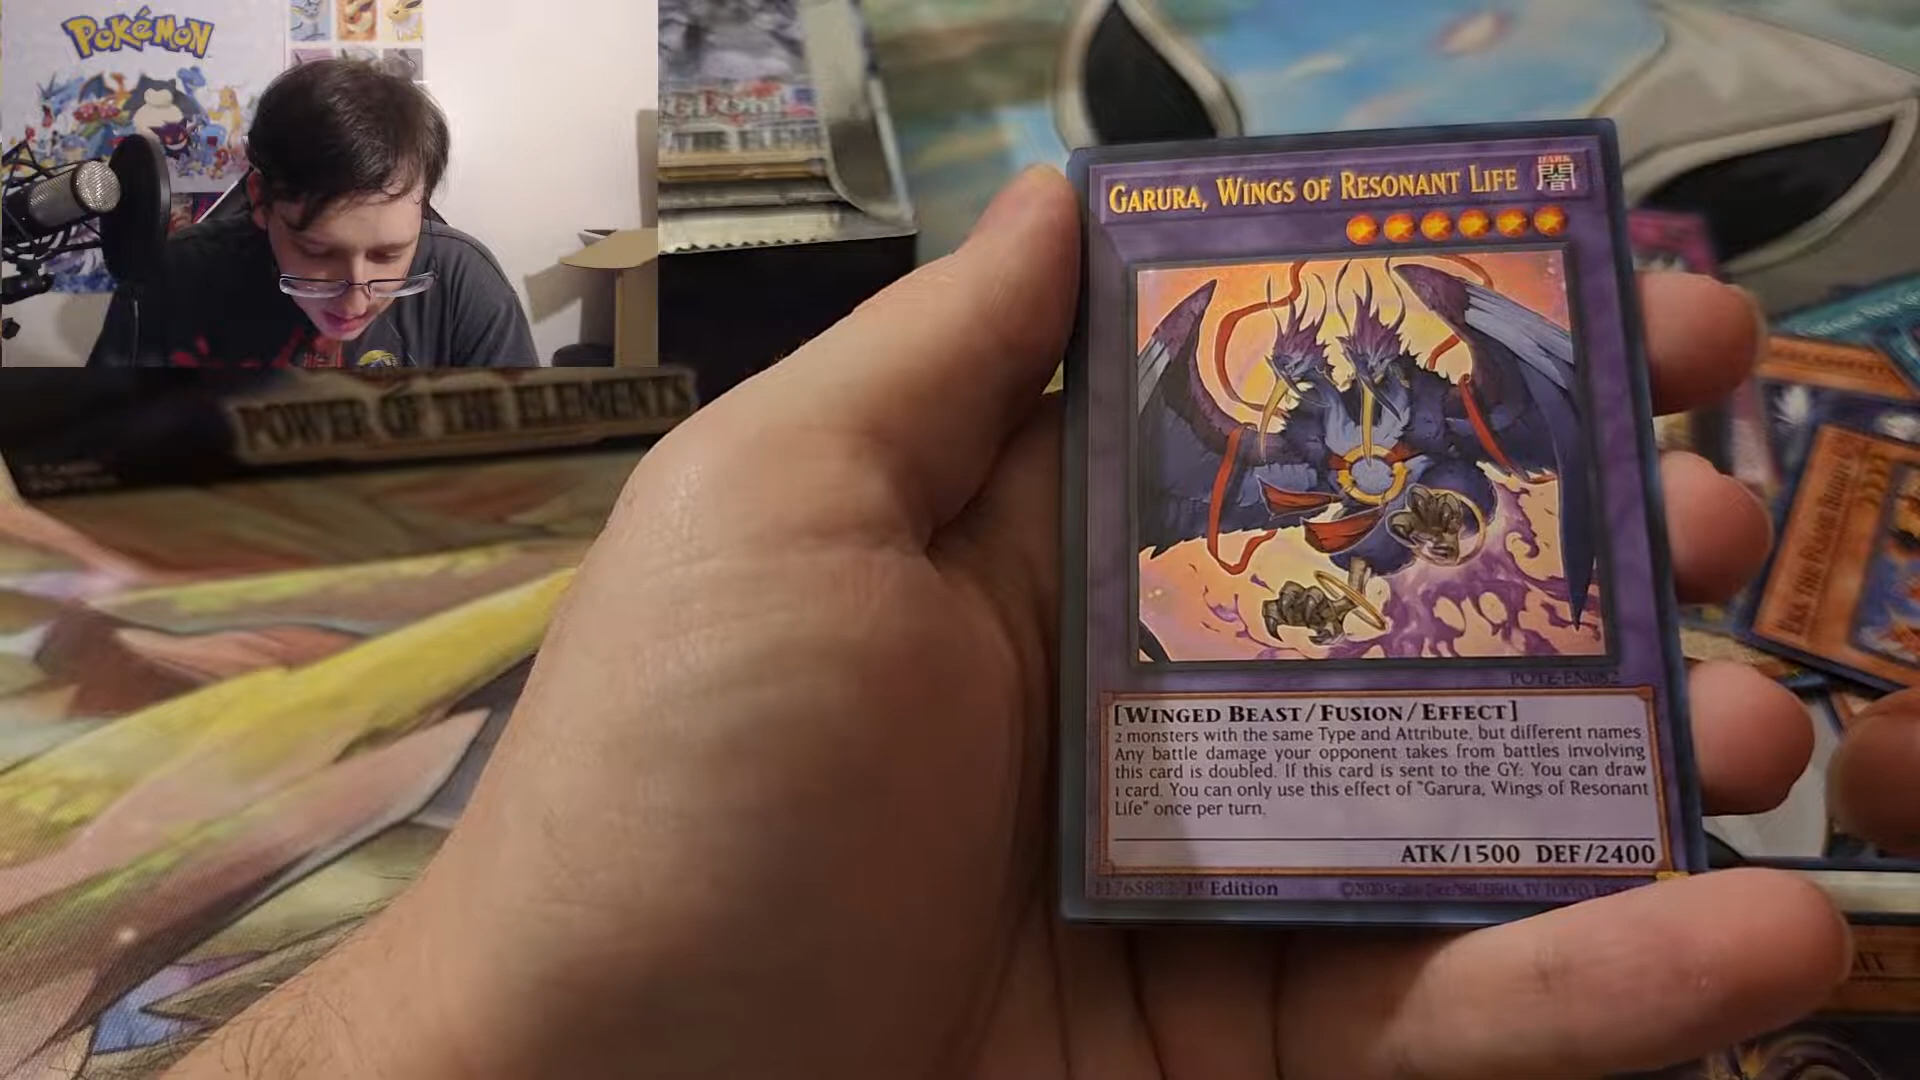 POKÉMON
POWER OF THE ELEMENTS
GARURA, WINGS OF RESONANT LIFE
DARK
闇
POTE-EN052
[WINGED BEAST/FUSION/EFFECT]
2 monsters with the same Type and Attribute, but different names
Any battle damage your opponent takes from battles involving
this card is doubled. If this card is sent to the GY: You can draw
1 card. You can only use this effect of "Garura, Wings of Resonant
Life" once per turn.
ATK/1500 DEF/2400
11765832 1st Edition